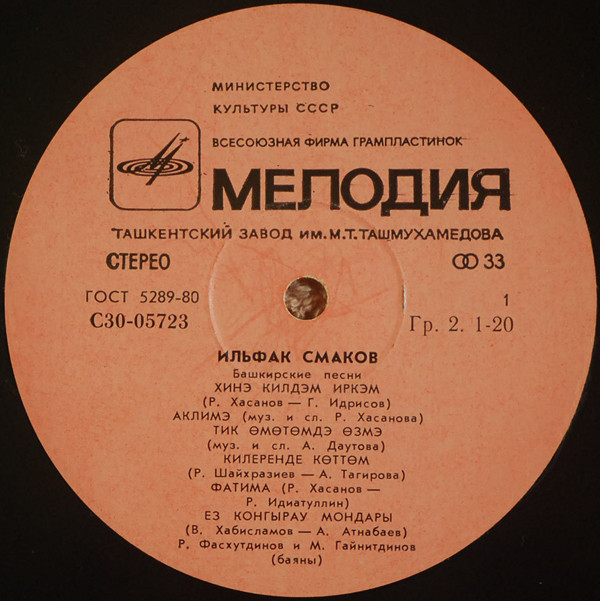 МИНИСТЕРСТВО
КУЛЬТУРЫ СССР
ВСЕСОЮЗНАЯ ФИРМА ГРАМПЛАСТИНОК
МЕЛОДИЯ
ТАШКЕНТСКИЙ ЗАВОД ИМ. М.Т. ТАШМУХАМЕДОВА
СТЕРЕО
33
ГОСТ 5289-80
1
С30-05723
Гр. 2. 1-20
ИЛЬФАК СМАКОВ
Башкирские песни
ХИНЭ КИЛДЭМ ИРКЭМ
(Р. Хасанов — Г. Идрисов)
АКЛИМЭ (муз. и сл. Р. Хасанова)
ТИК ӨМӨТӨМДЭ ӨЗМЭ
(муз. и сл. А. Даутова)
КИЛЕРЕНДЕ КӨТТӨМ
(Р. Шайхразиев — А. Тагирова)
ФАТИМА (Р. Хасанов —
Р. Идиатуллин)
ЕЗ КОНГЫРАУ МОНДАРЫ
(В. Хабисламов — А. Атнабаев)
Р. Фасхутдинов и М. Гайнитдинов
(баяны)